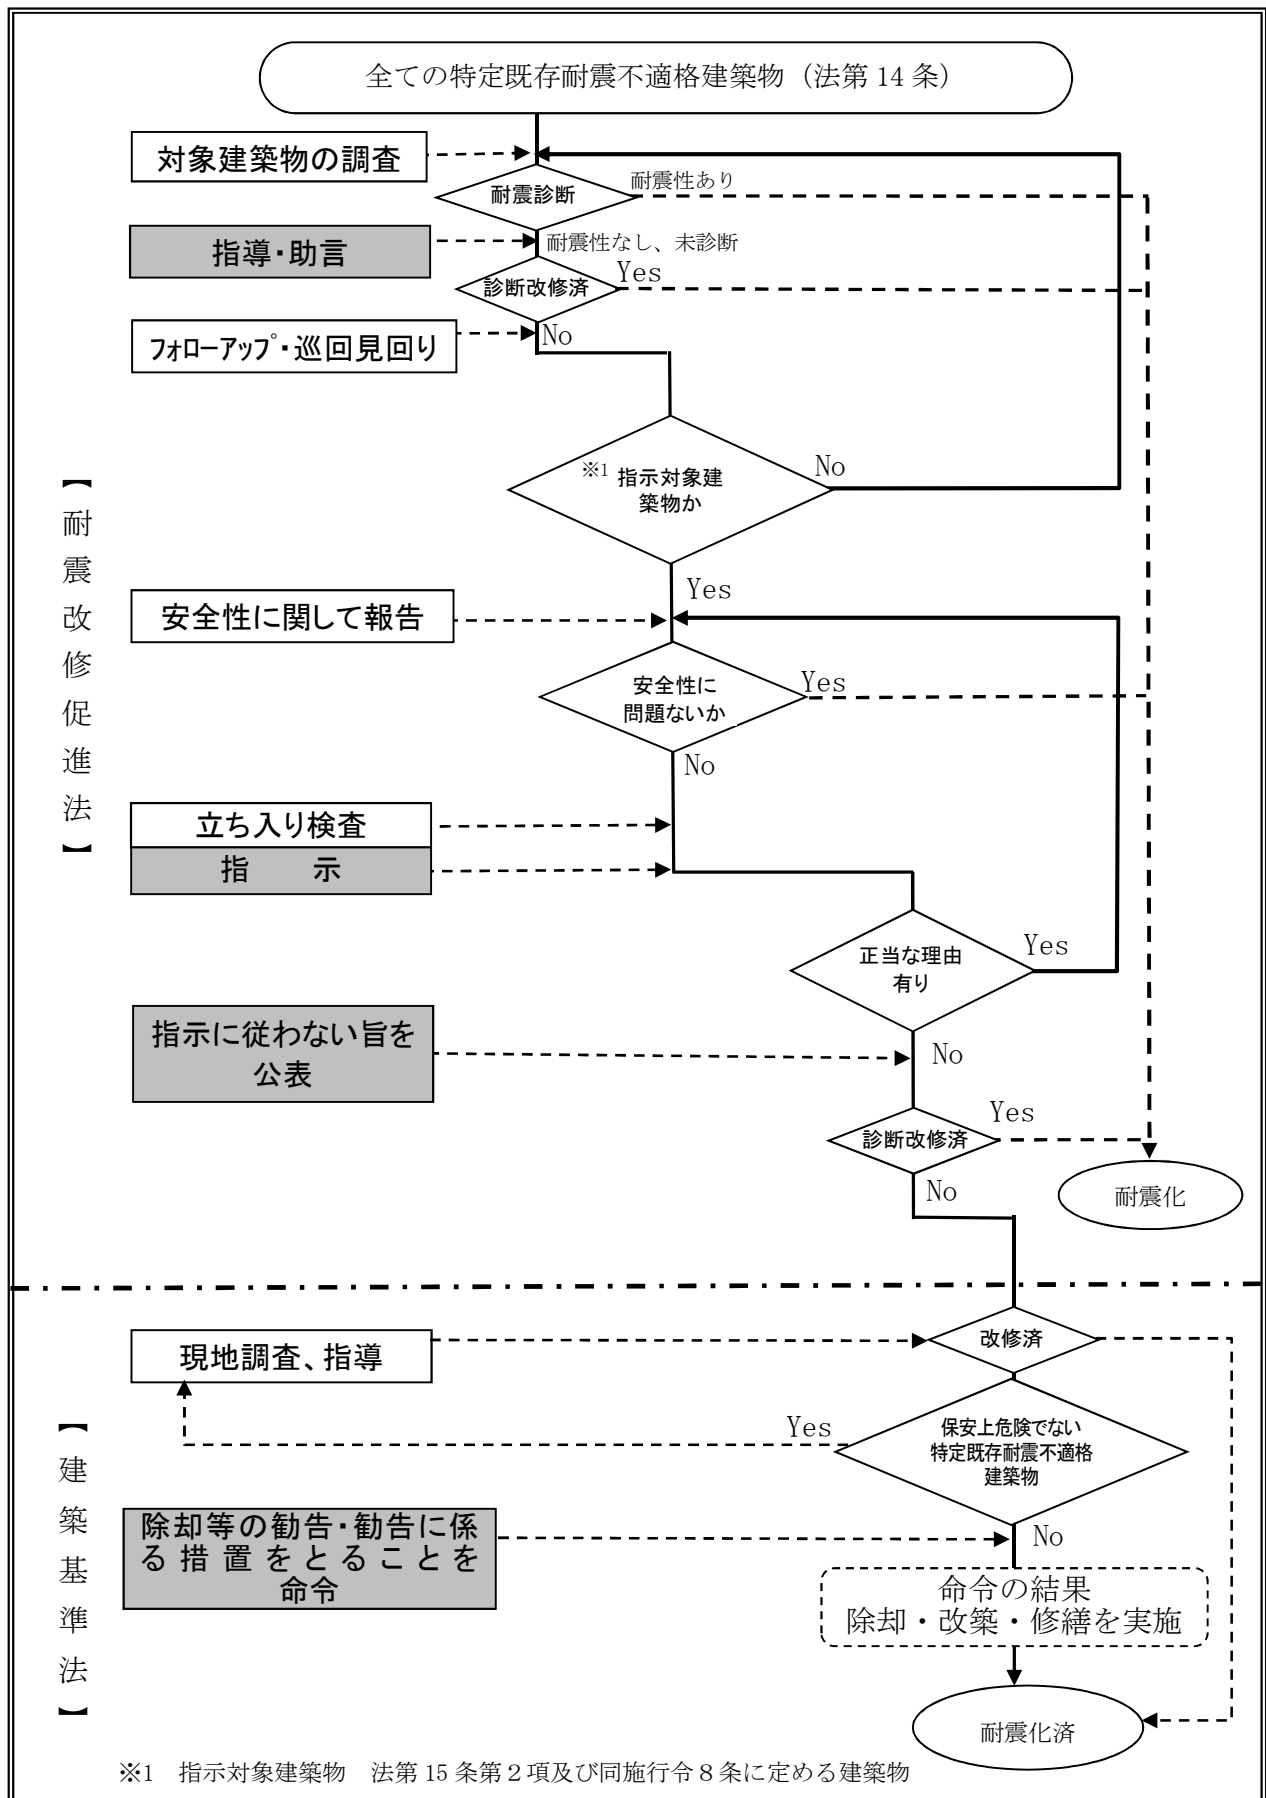 全ての特定既存耐震不適格建築物（法第 14 条）
対象建築物の調査
耐震診断
耐震性あり
指導・助言
耐震性なし、未診断
診断改修済
Yes
フォローアップ・巡回見回り
No
※1 指示対象建
築物か
No
【耐震改修促進法】
Yes
安全性に関して報告
安全性に
問題ないか
Yes
No
立ち入り検査
指　　示
正当な理由
有り
Yes
指示に従わない旨を
公表
No
診断改修済
Yes
耐震化
No
現地調査、指導
改修済
Yes
保安上危険でない
特定既存耐震不適格
建築物
【建築基準法】
除却等の勧告・勧告に係
る措置をとることを
命令
No
命令の結果
除却・改築・修繕を実施
耐震化済
※1　指示対象建築物　法第 15 条第２項及び同施行令８条に定める建築物